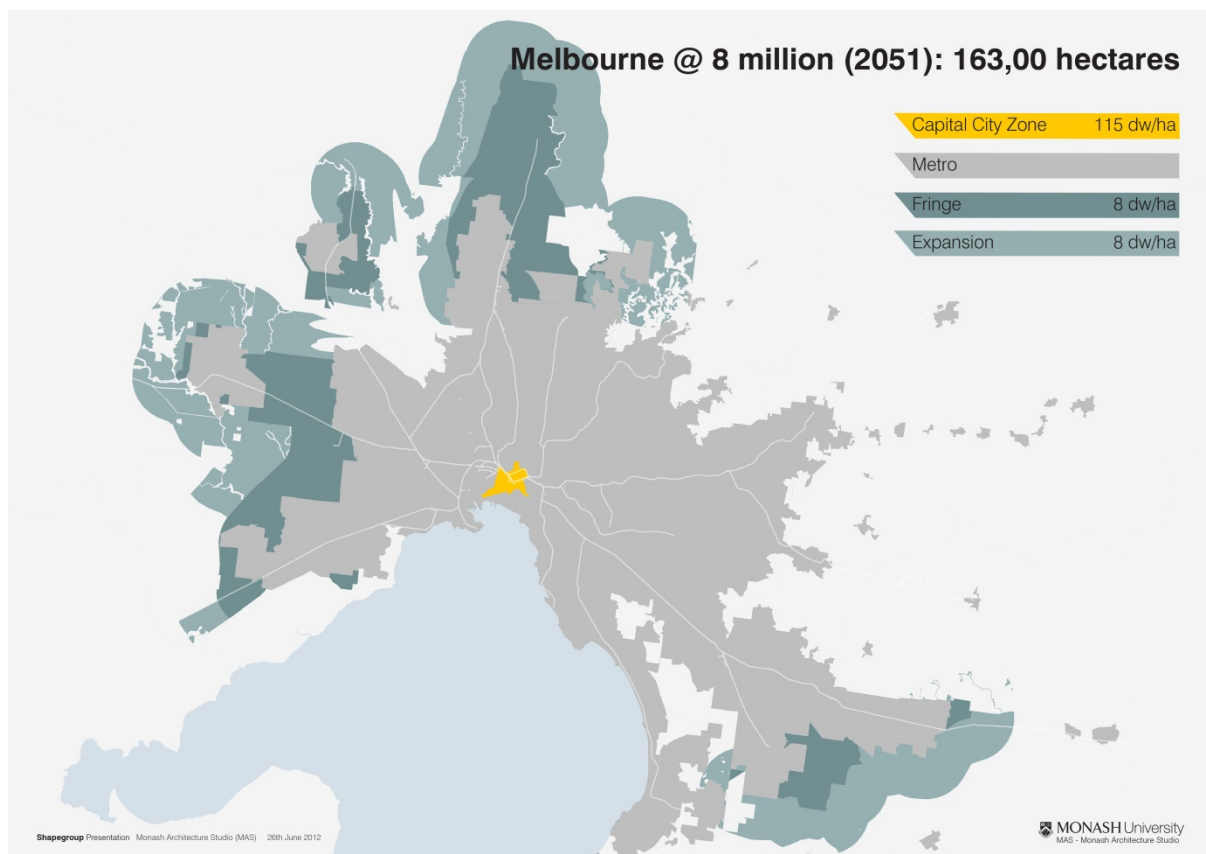 Melbourne @ 8 million (2051): 163,00 hectares
Capital City Zone 115 dw/ha
Metro
Fringe 8 dw/ha
Expansion 8 dw/ha
Shapegroup Presentation Monash Architecture Studio (MAS) 26th June 2012
MONASH University
MAS - Monash Architecture Studio